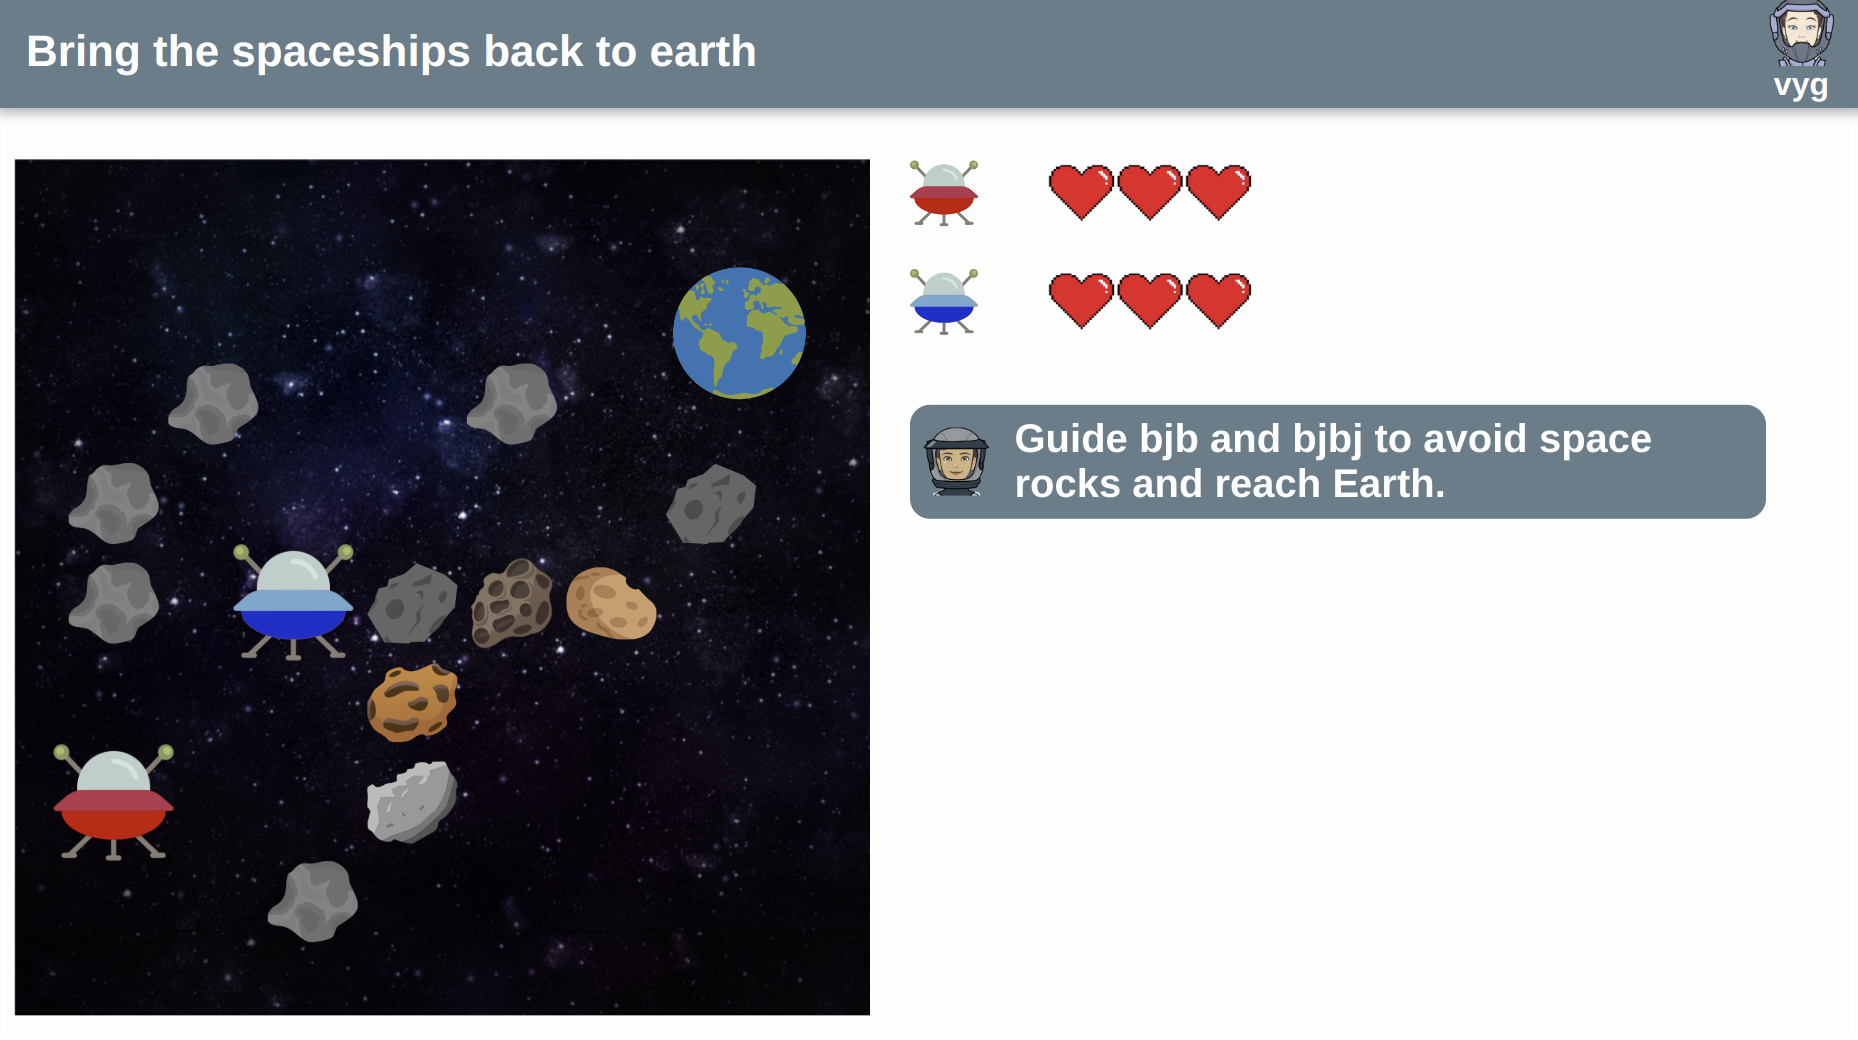 Bring the spaceships back to earth
vyg
Guide bjb and bjbj to avoid space
rocks and reach Earth.